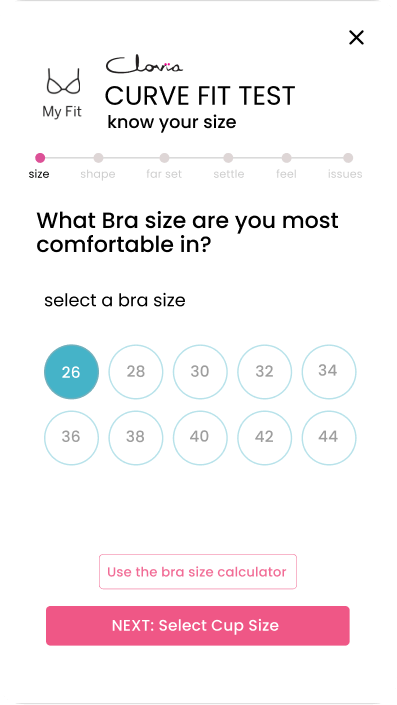 Clovia
My Fit
CURVE FIT TEST
know your size
size shape far set settle feel issues
What Bra size are you most
comfortable in?
select a bra size
26 28 30 32 34
36 38 40 42 44
Use the bra size calculator
NEXT: Select Cup Size